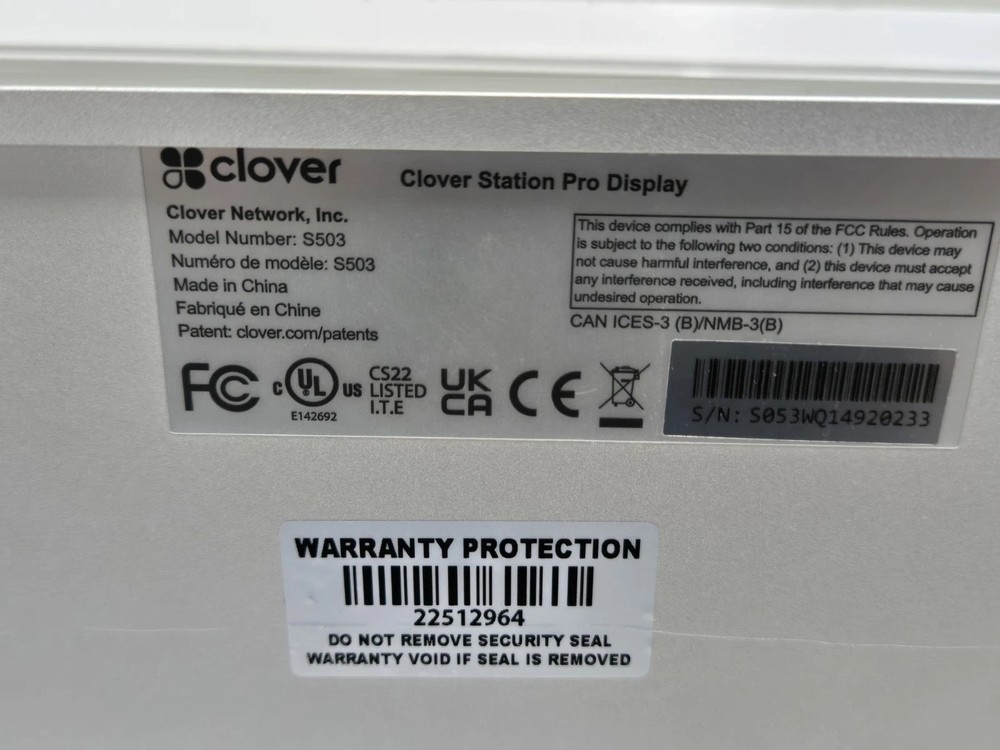 clover
Clover Station Pro Display
Clover Network, Inc.
Model Number: S503
Numéro de modèle: S503
Made in China
Fabriqué en Chine
Patent: clover.com/patents
This device complies with Part 15 of the FCC Rules. Operation
is subject to the following two conditions: (1) This device may
not cause harmful interference, and (2) this device must accept
any interference received, including interference that may cause
undesired operation.
CAN ICES-3 (B)/NMB-3(B)
FC
c UL US
E142692
CS22
LISTED
I.T.E
UK
CA
CE
S/N: S053WQ14920233
WARRANTY PROTECTION
22512964
DO NOT REMOVE SECURITY SEAL
WARRANTY VOID IF SEAL IS REMOVED